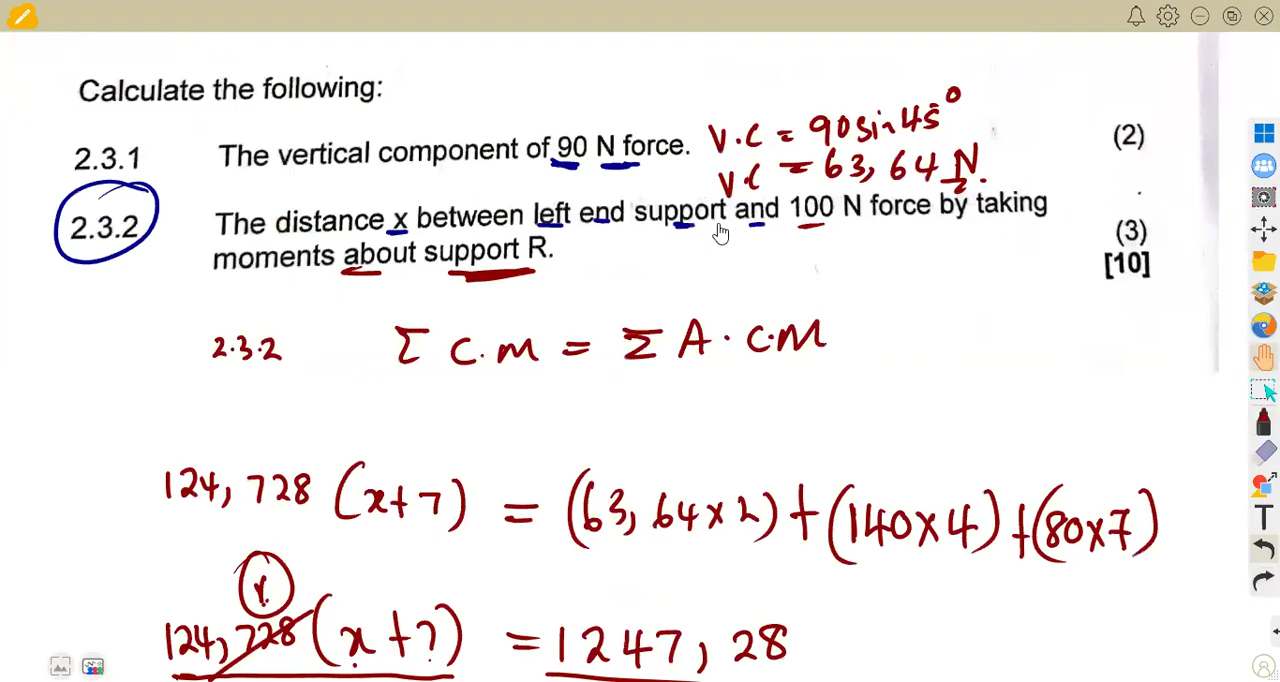 Calculate the following:
2.3.1 The vertical component of 90 N force. V.C = 90 sin 45° (2)
V.C = 63,64 N.
2.3.2 The distance x between left end support and 100 N force by taking (3)
moments about support R. [10]
2.3.2 Σ C.M = Σ A.C.M
124,728 (x+7) = (63,64×2)+(140×4)+(80×7)
124,728 (x+7) = 1247,28
T